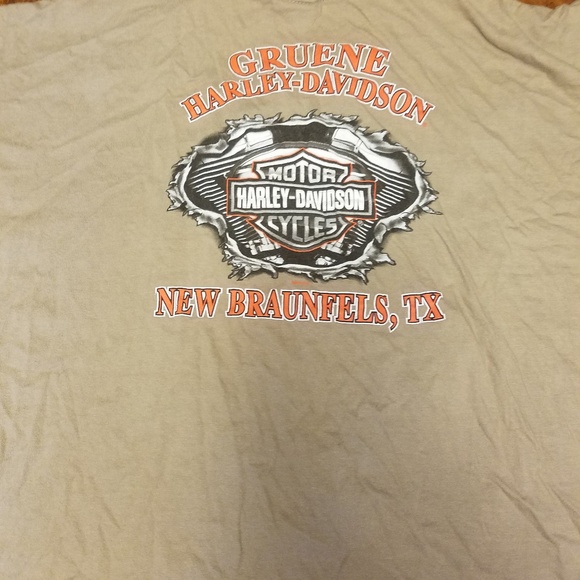 GRUENE
HARLEY-DAVIDSON
MOTOR
HARLEY-DAVIDSON
CYCLES
NEW BRAUNFELS, TX